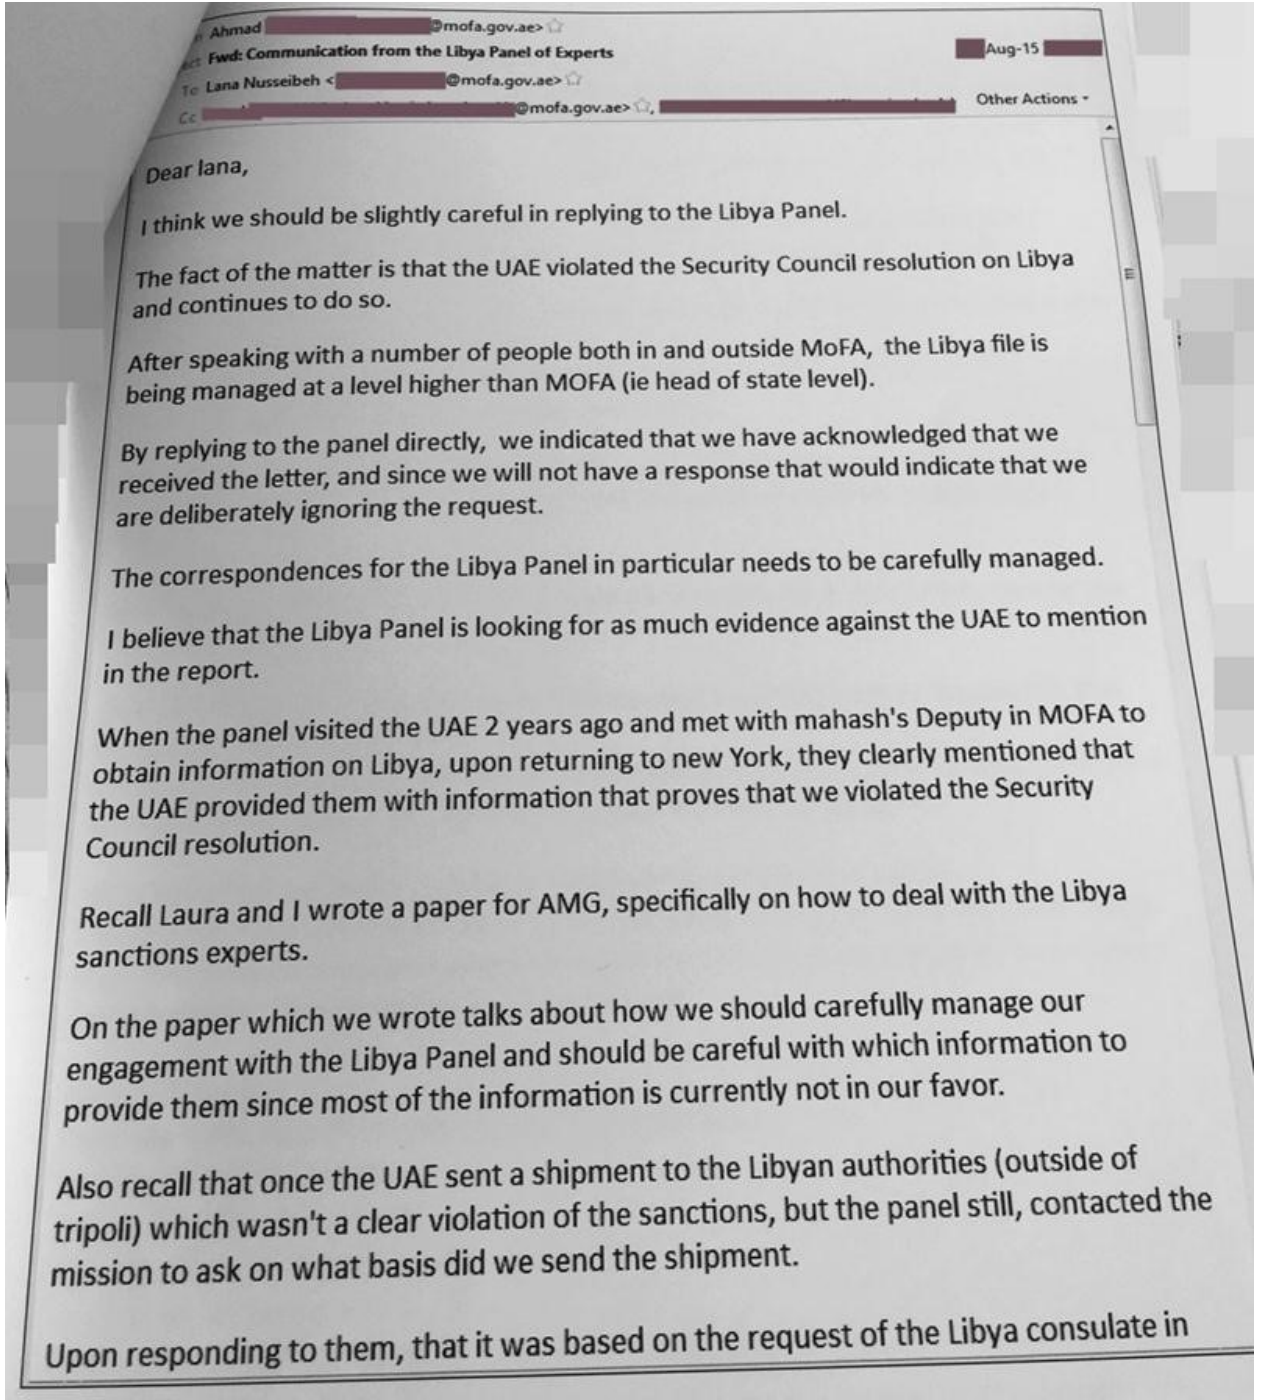 Ahmad @mofa.gov.ae>
Fwd: Communication from the Libya Panel of Experts
Aug-15
To Lana Nusseibeh < @mofa.gov.ae>
Cc @mofa.gov.ae> ,
Other Actions
Dear lana,
I think we should be slightly careful in replying to the Libya Panel.
The fact of the matter is that the UAE violated the Security Council resolution on Libya
and continues to do so.
After speaking with a number of people both in and outside MoFA, the Libya file is
being managed at a level higher than MOFA (ie head of state level).
By replying to the panel directly, we indicated that we have acknowledged that we
received the letter, and since we will not have a response that would indicate that we
are deliberately ignoring the request.
The correspondences for the Libya Panel in particular needs to be carefully managed.
I believe that the Libya Panel is looking for as much evidence against the UAE to mention
in the report.
When the panel visited the UAE 2 years ago and met with mahash's Deputy in MOFA to
obtain information on Libya, upon returning to new York, they clearly mentioned that
the UAE provided them with information that proves that we violated the Security
Council resolution.
Recall Laura and I wrote a paper for AMG, specifically on how to deal with the Libya
sanctions experts.
On the paper which we wrote talks about how we should carefully manage our
engagement with the Libya Panel and should be careful with which information to
provide them since most of the information is currently not in our favor.
Also recall that once the UAE sent a shipment to the Libyan authorities (outside of
tripoli) which wasn't a clear violation of the sanctions, but the panel still, contacted the
mission to ask on what basis did we send the shipment.
Upon responding to them, that it was based on the request of the Libya consulate in